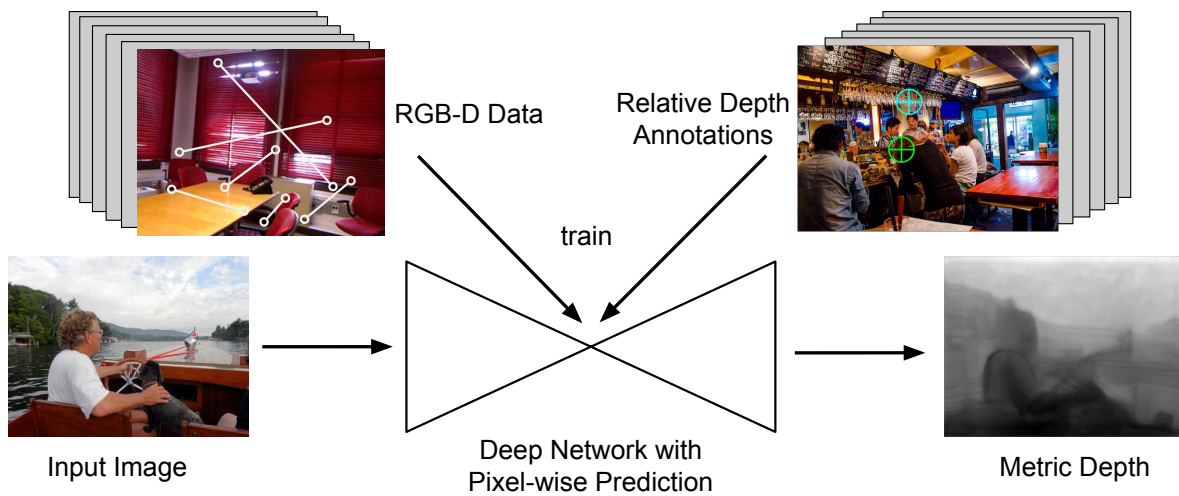 RGB-D Data
Relative Depth
Annotations
train
Input Image
Deep Network with
Pixel-wise Prediction
Metric Depth